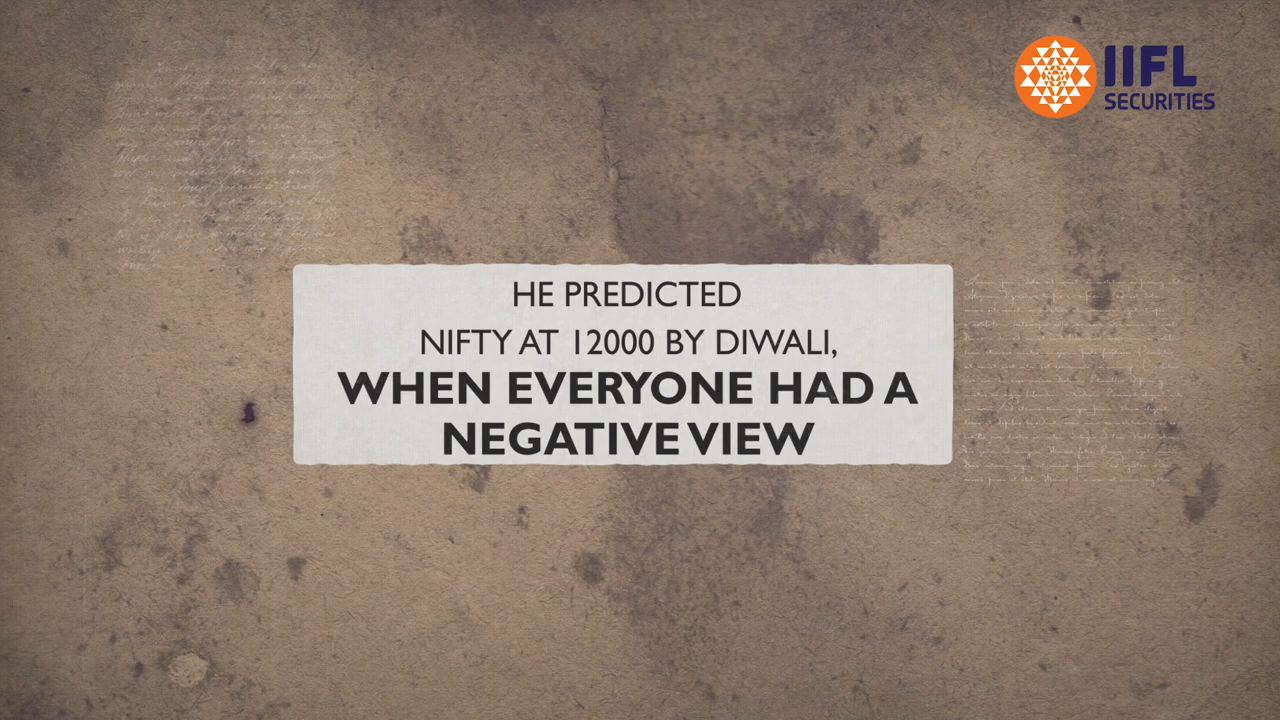 IIFL
SECURITIES
HE PREDICTED
NIFTY AT 12000 BY DIWALI,
WHEN EVERYONE HAD A
NEGATIVE VIEW